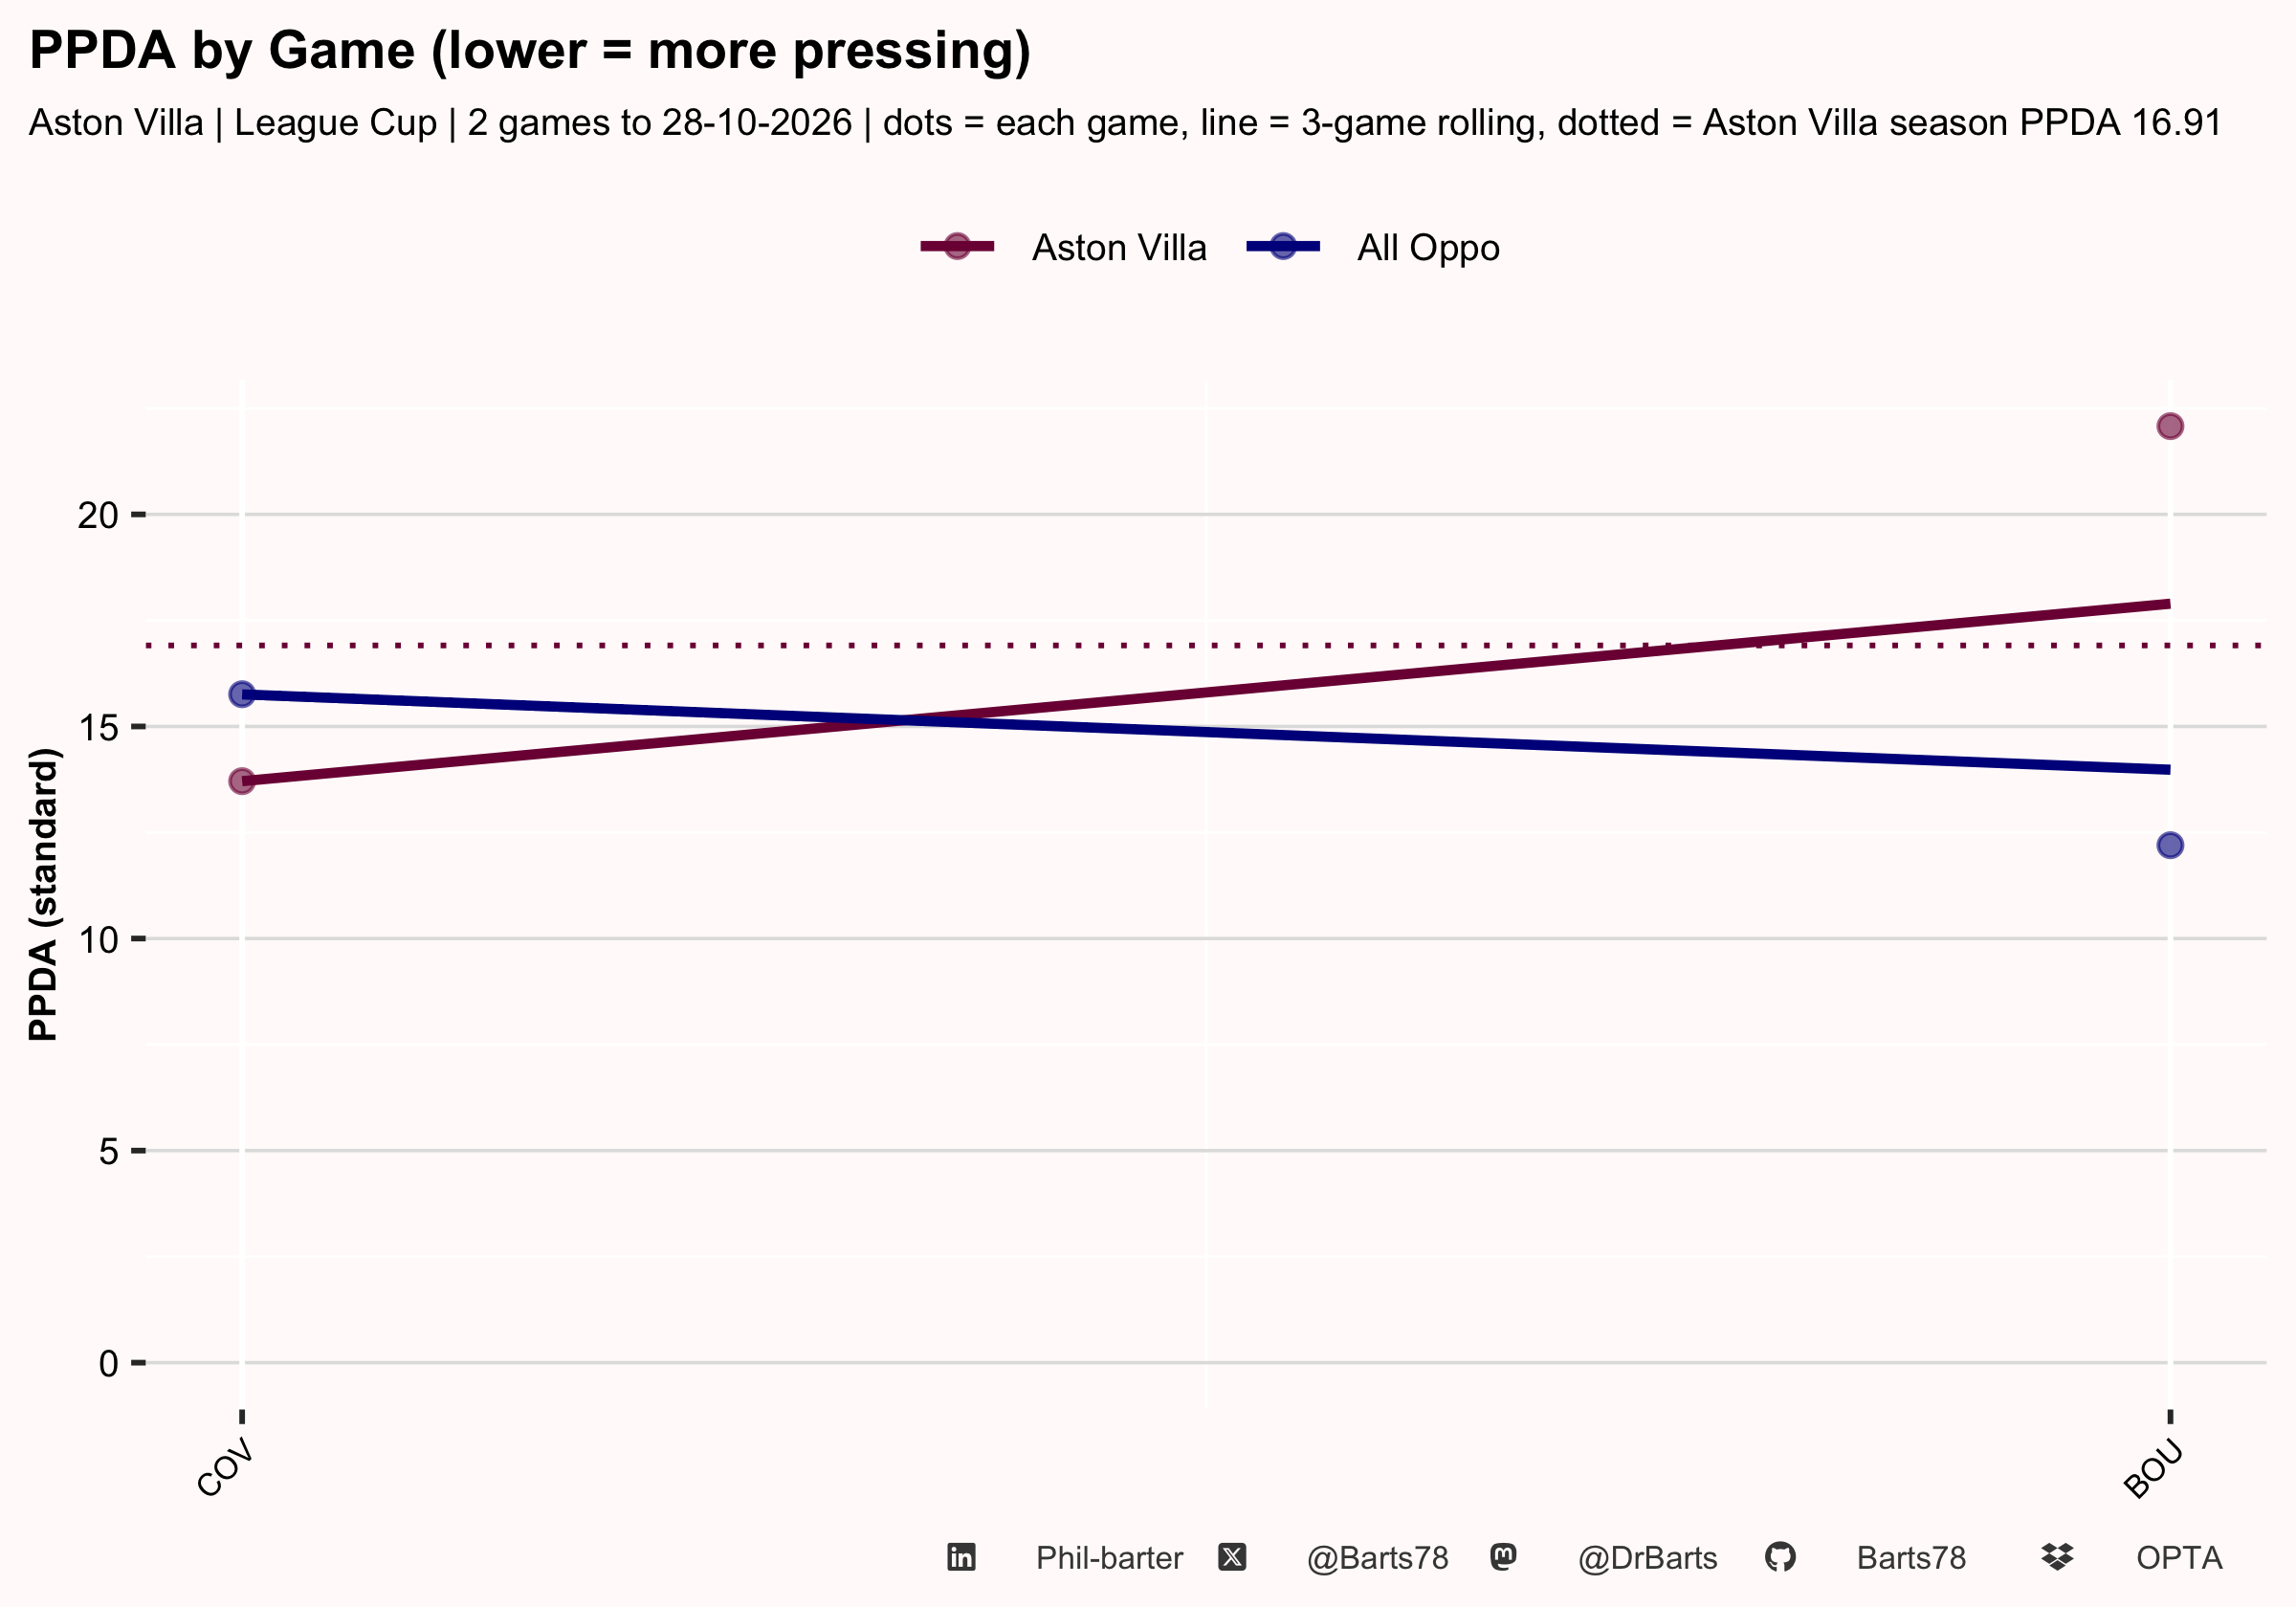 PPDA by Game (lower = more pressing)
Aston Villa | League Cup | 2 games to 28-10-2026 | dots = each game, line = 3-game rolling, dotted = Aston Villa season PPDA 16.91
Aston Villa All Oppo
PPDA (standard)
20
15
10
5
0
COV BOU
Phil-barter @Barts78 @DrBarts Barts78 OPTA